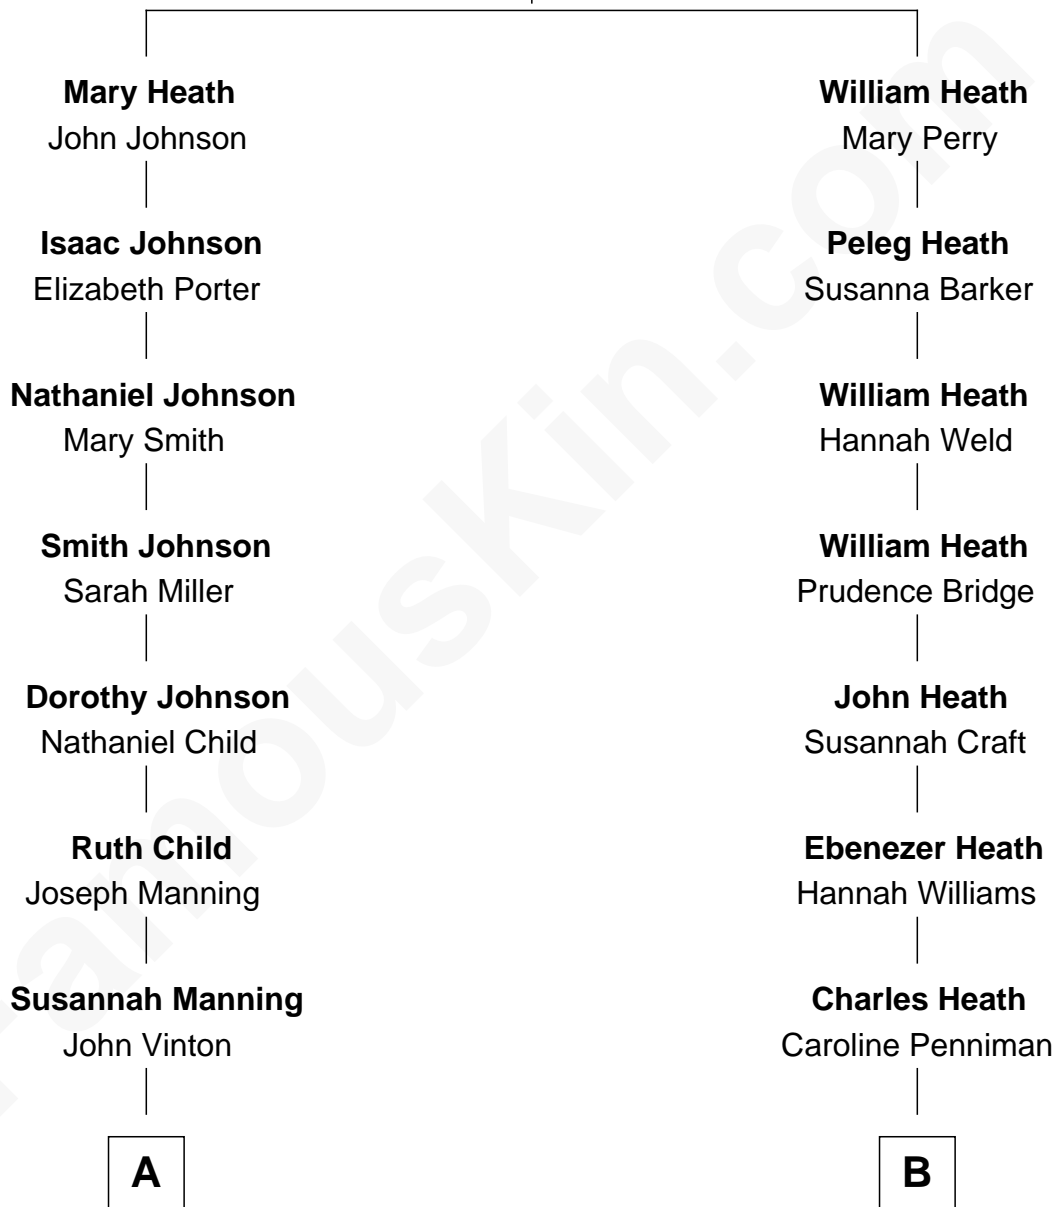 Mary Heath
John Johnson
William Heath
Mary Perry
Isaac Johnson
Elizabeth Porter
Peleg Heath
Susanna Barker
Nathaniel Johnson
Mary Smith
William Heath
Hannah Weld
Smith Johnson
Sarah Miller
William Heath
Prudence Bridge
Dorothy Johnson
Nathaniel Child
John Heath
Susannah Craft
Ruth Child
Joseph Manning
Ebenezer Heath
Hannah Williams
Susannah Manning
John Vinton
Charles Heath
Caroline Penniman
A
B
FamousKin.com